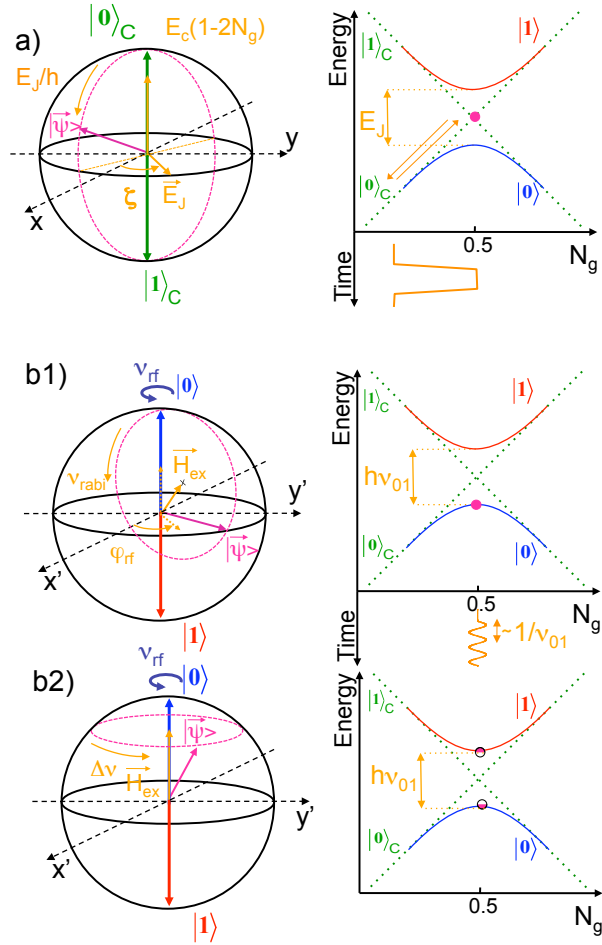 a)
|0⟩C
Ec(1-2Ng)
EJ/h
|ψ>
y
x
ζ
EJ
|1⟩C
Energy
|1⟩C
|1⟩
EJ
|0⟩C
|0⟩
0.5
Ng
Time
b1)
νrf
|0⟩
Hex
νrabi
y'
φrf
|ψ>
x'
|1⟩
Energy
|1⟩C
|1⟩
hν01
|0⟩C
|0⟩
0.5
Ng
Time
~1/ν01
b2)
νrf
|0⟩
|ψ>
Δν
Hex
y'
x'
|1⟩
Energy
|1⟩C
|1⟩
hν01
|0⟩C
|0⟩
0.5
Ng